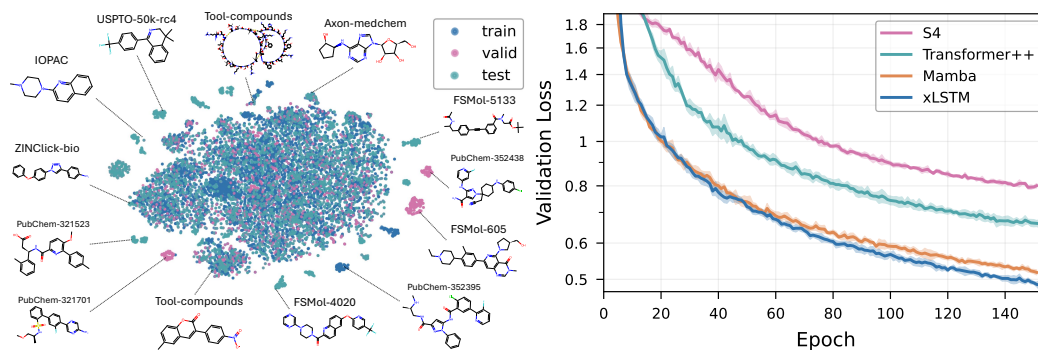 USPTO-50k-rc4
Tool-compounds
Axon-medchem
train
valid
test
IOPAC
FSMol-5133
ZINClick-bio
PubChem-352438
PubChem-321523
FSMol-605
PubChem-321701
Tool-compounds
FSMol-4020
PubChem-352395
Validation Loss
1.8
1.6
1.4
1.2
1
0.8
0.6
0.5
S4
Transformer++
Mamba
xLSTM
0
20
40
60
80
100
120
140
Epoch